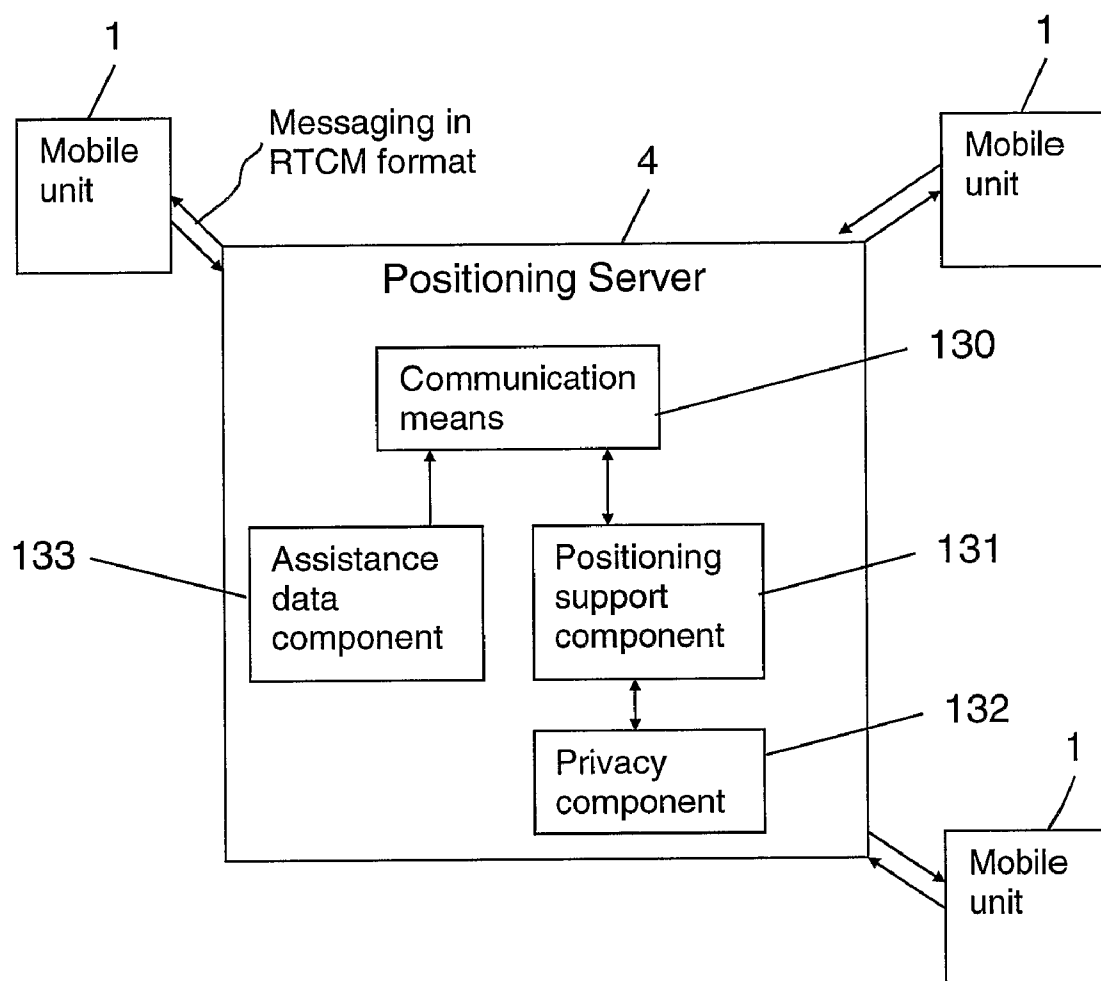 1
1
Mobile
unit
Messaging in
RTCM format
4
Mobile
unit
Positioning Server
130
Communication
means
133
Assistance
data
component
Positioning
support
component
131
132
Privacy
component
1
Mobile
unit